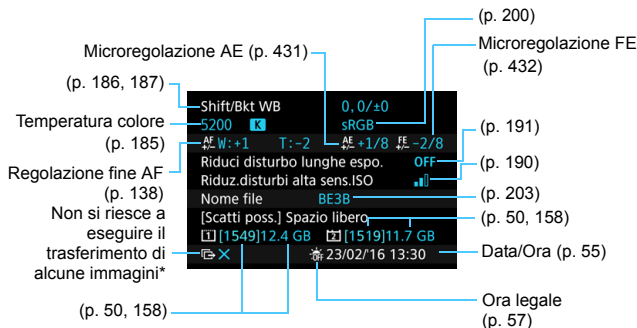 (p. 200)
Microregolazione AE (p. 431)
Microregolazione FE
(p. 432)
(p. 186, 187)
Temperatura colore
(p. 185)
Regolazione fine AF
(p. 138)
Non si riesce a
eseguire il
trasferimento di
alcune immagini*
(p. 50, 158)
Shift/Bkt WB 0,0/±0
5200 K sRGB
AF +/- W:+1 T:-2 AE +/- +1/8 FE +/- -2/8
Riduci disturbo lunghe espo. OFF
Riduz.disturbi alta sens.ISO
Nome file BE3B
[Scatti poss.] Spazio libero
1 [1549]12.4 GB 2 [1519]11.7 GB
OFF 23/02/'16 13:30
(p. 191)
(p. 190)
(p. 203)
(p. 50, 158)
Data/Ora (p. 55)
Ora legale
(p. 57)